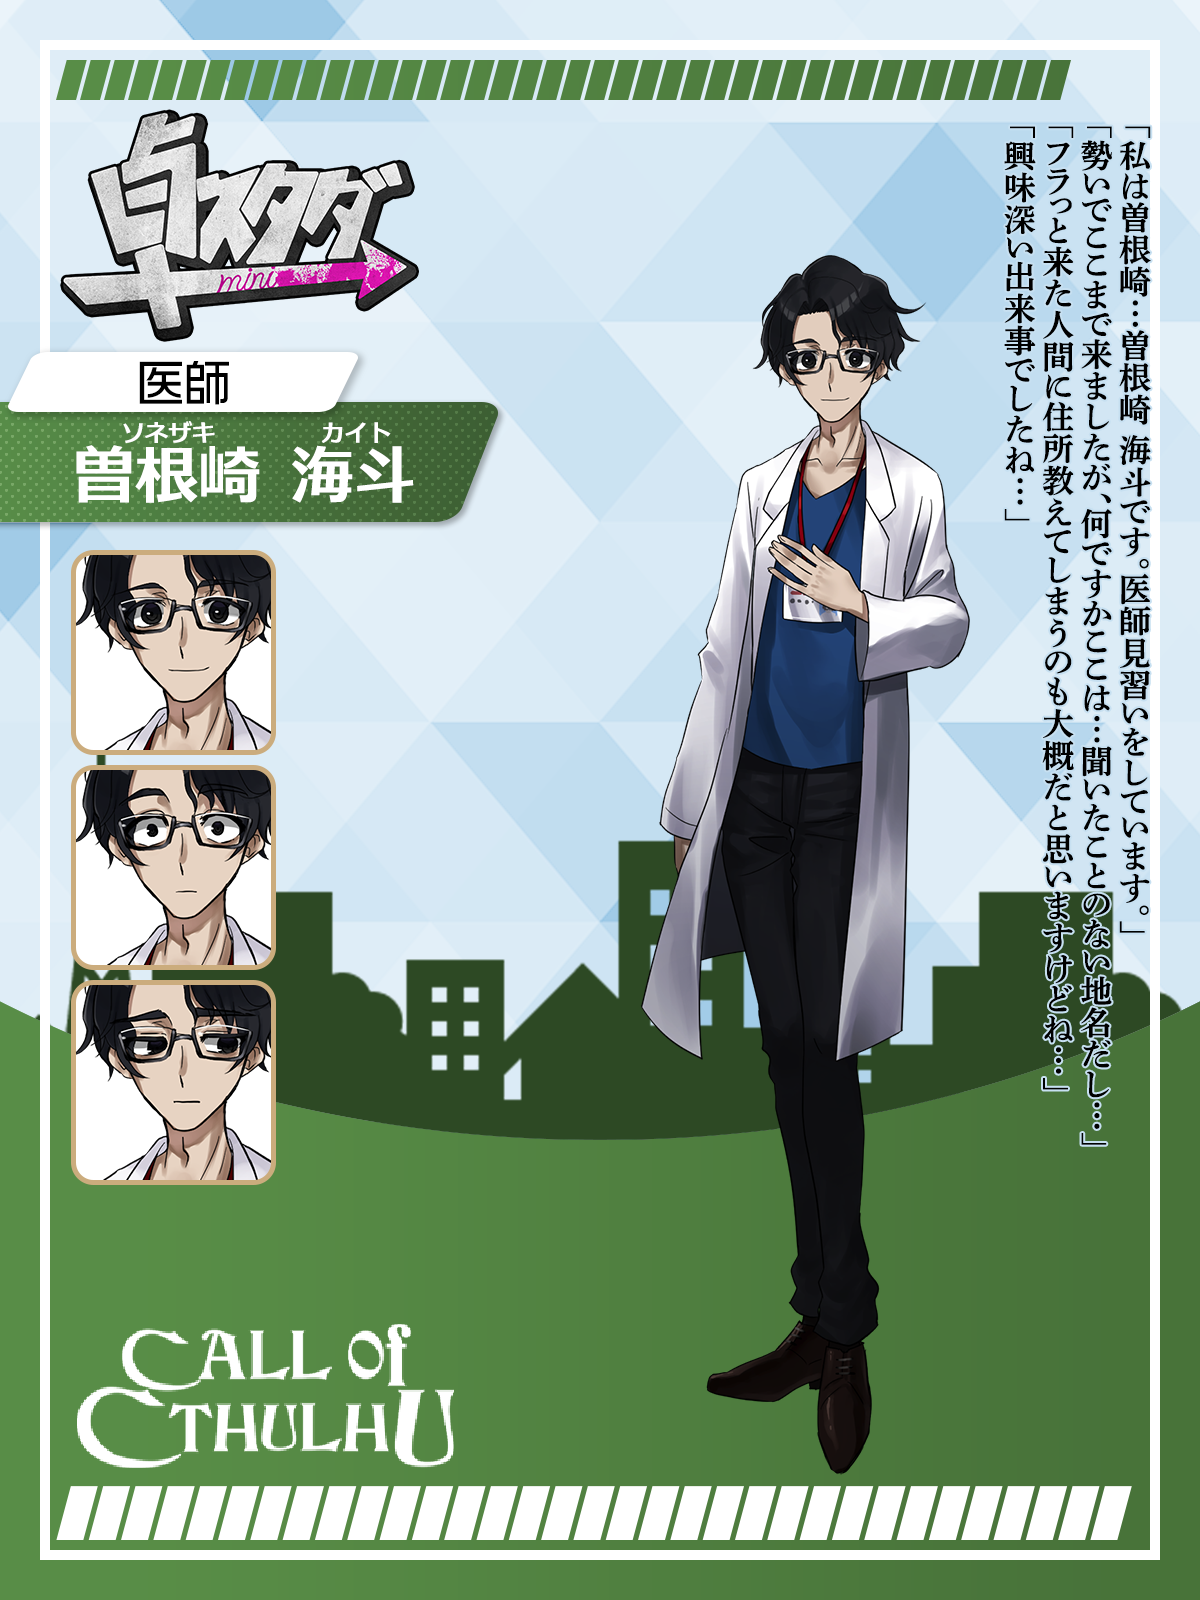 卓スタダ
mini
医師
ソネザキ カイト
曽根崎 海斗
「私は曽根崎…曽根崎 海斗です。医師見習いをしています。」
「勢いでここまで来ましたが、何ですかここは…聞いたことのない地名だし…」
「フラっと来た人間に住所教えてしまうのも大概だと思いますけどね…」
「興味深い出来事でしたね…」
CALL Of
CTHULHU